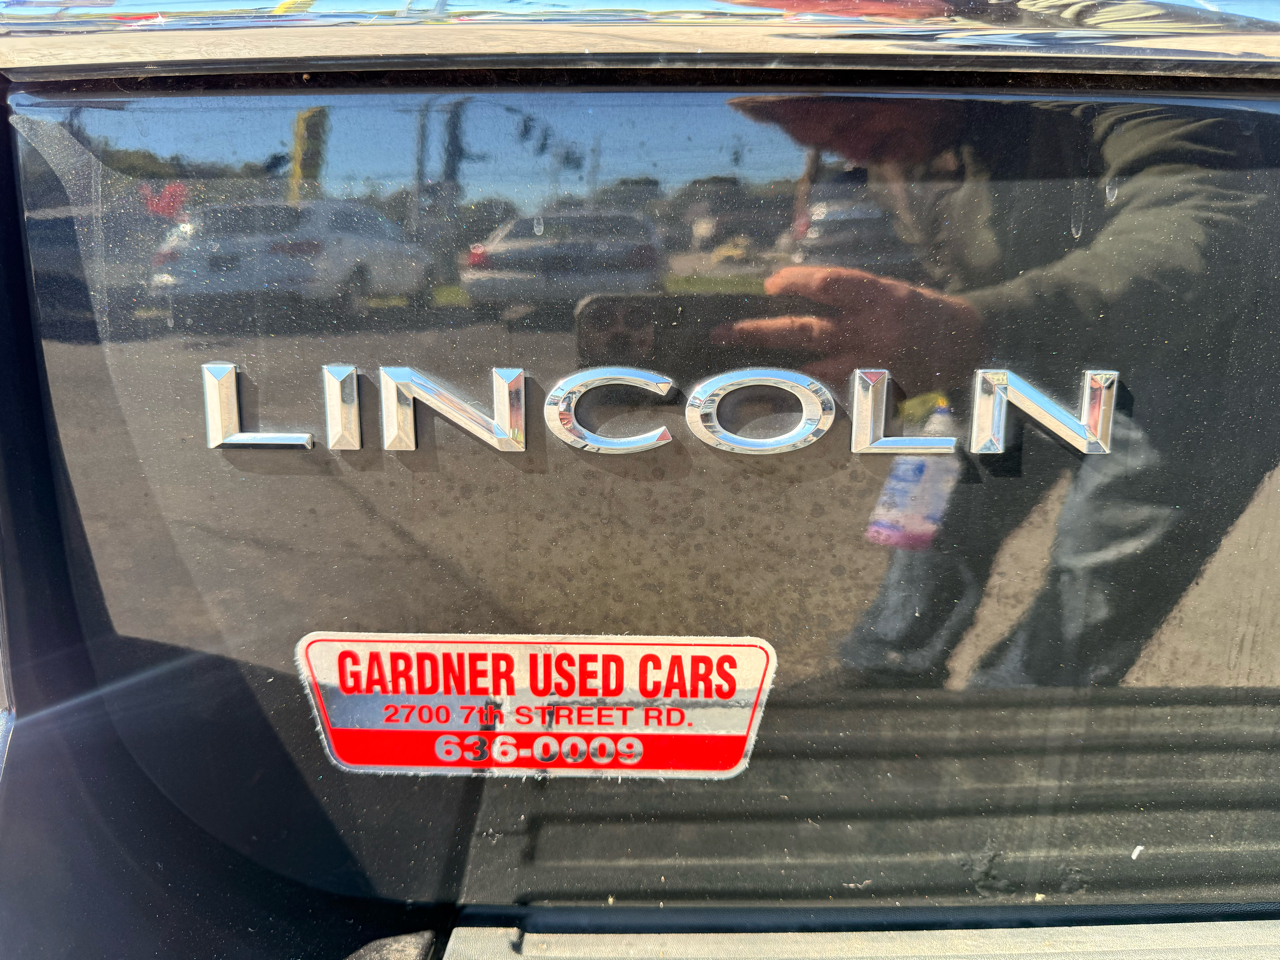 LINCOLN
GARDNER USED CARS
2700 7th STREET RD.
636-0009